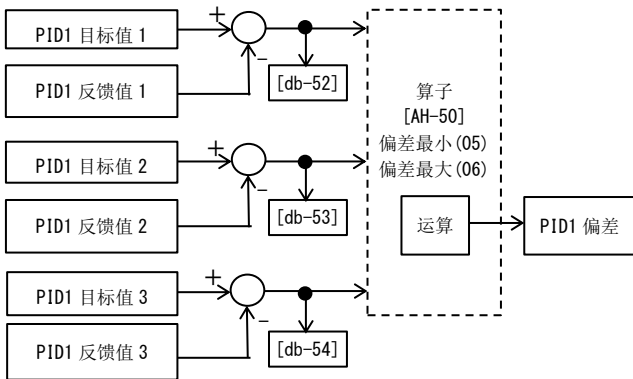 PID1 目标值 1
+
-
PID1 反馈值 1
[db-52]
算子
[AH-50]
偏差最小(05)
偏差最大(06)
PID1 目标值 2
+
-
PID1 反馈值 2
[db-53]
运算
PID1 偏差
PID1 目标值 3
+
-
PID1 反馈值 3
[db-54]